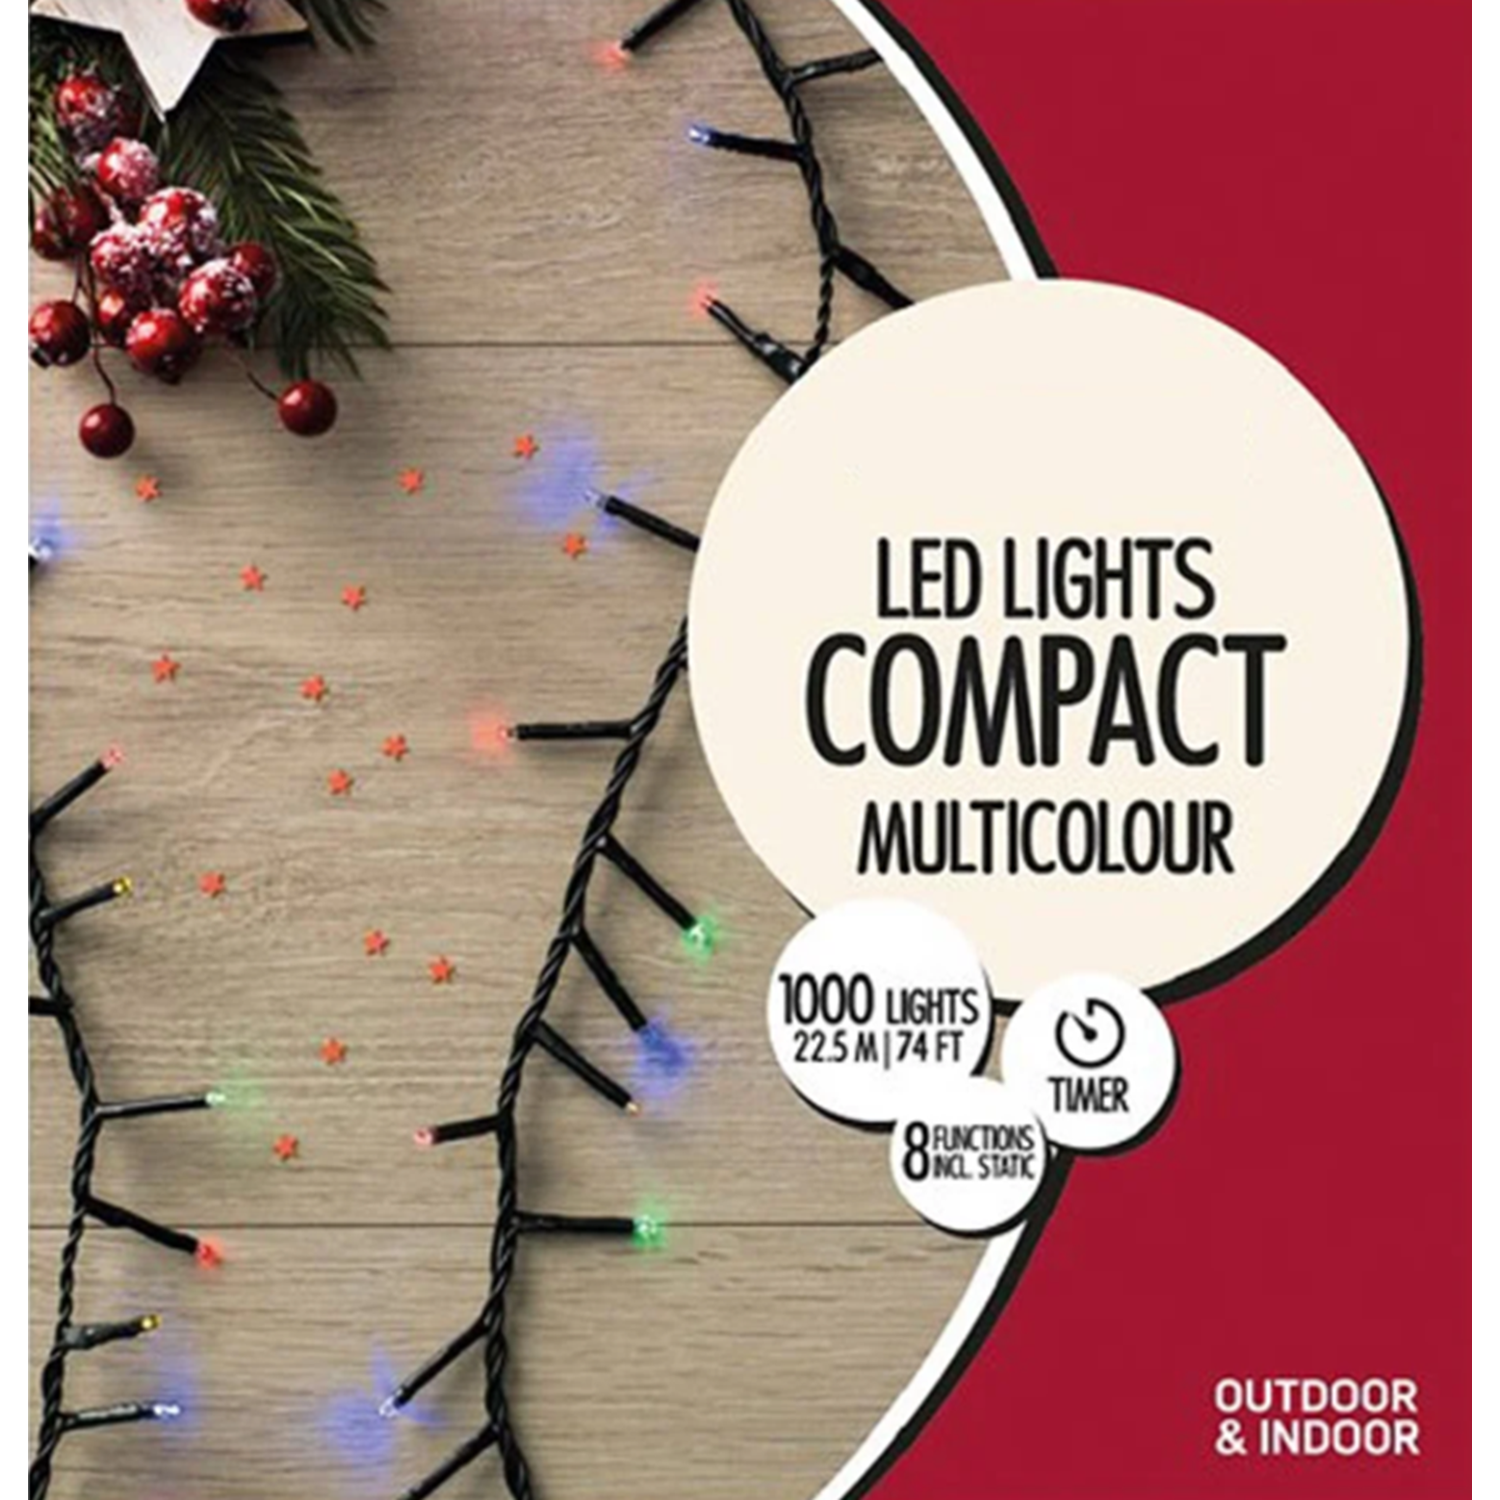 LED LIGHTS
COMPACT
MULTICOLOUR
1000 LIGHTS
22.5 M | 74 FT
TIMER
8 FUNCTIONS
INCL. STATIC
OUTDOOR
& INDOOR